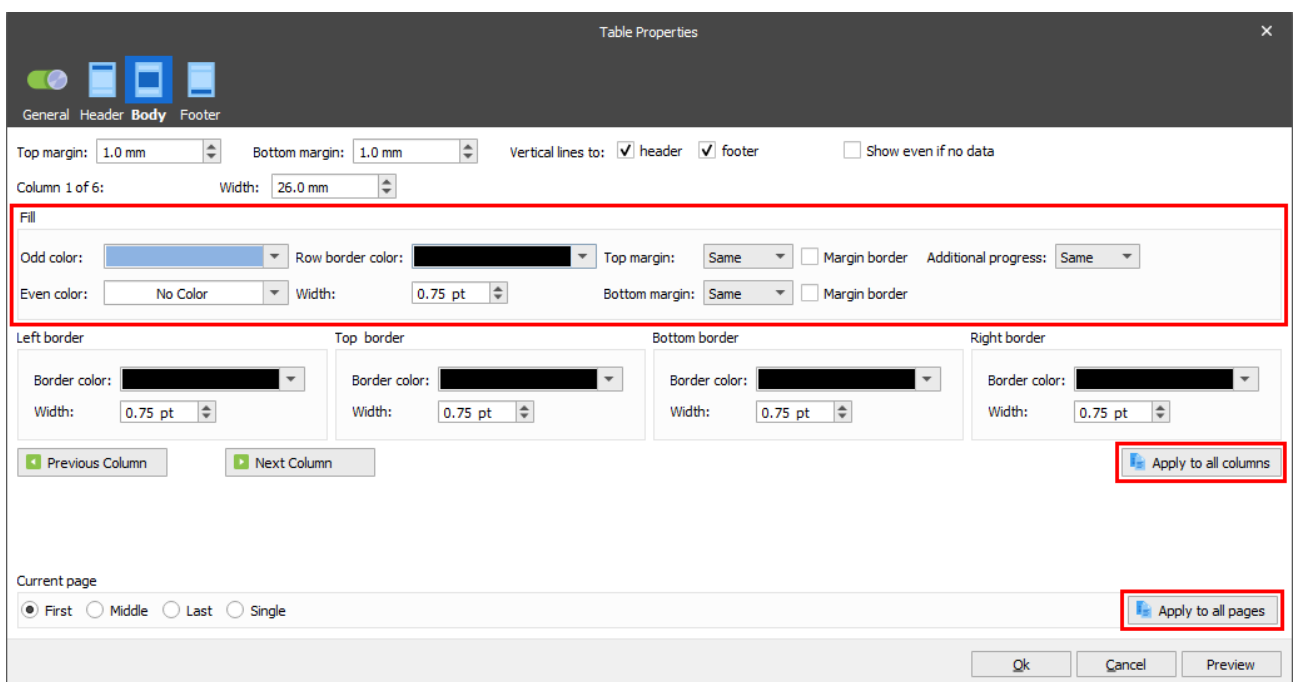 Table Properties
General Header Body Footer
Top margin: 1.0 mm Bottom margin: 1.0 mm Vertical lines to: header footer Show even if no data
Column 1 of 6: Width: 26.0 mm
Fill
Odd color: Row border color: Top margin: Same Margin border Additional progress: Same
Even color: No Color Width: 0.75 pt Bottom margin: Same Margin border
Left border Top border Bottom border Right border
Border color: Border color: Border color: Border color:
Width: 0.75 pt Width: 0.75 pt Width: 0.75 pt Width: 0.75 pt
Previous Column Next Column Apply to all columns
Current page
First Middle Last Single Apply to all pages
Ok Cancel Preview